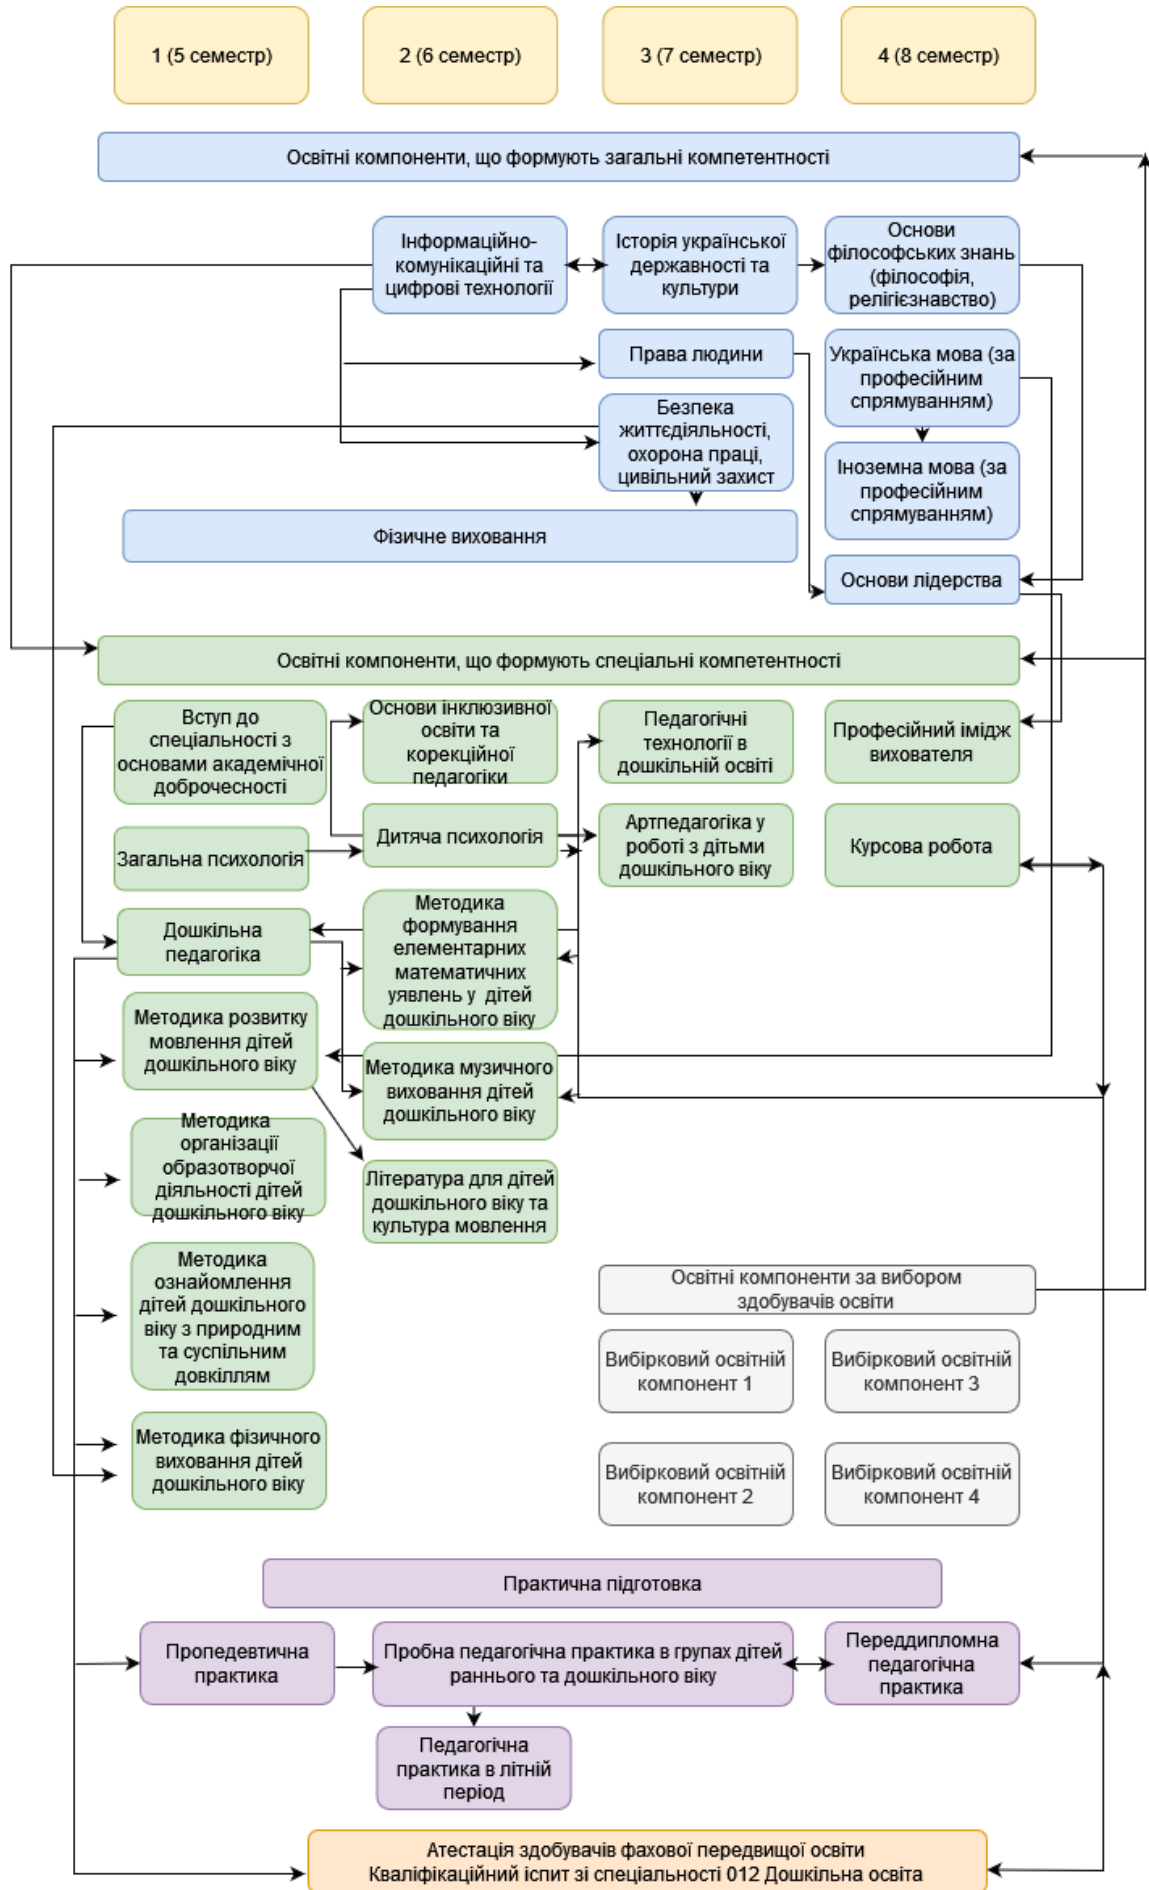 1 (5 семестр)
2 (6 семестр)
3 (7 семестр)
4 (8 семестр)
Освітні компоненти, що формують загальні компетентності
Інформаційно-
комунікаційні та
цифрові технології
Історія української
державності та
культури
Основи
філософських знань
(філософія,
релігієзнавство)
Права людини
Українська мова (за
професійним
спрямуванням)
Безпека
життєдіяльності,
охорона праці,
цивільний захист
Іноземна мова (за
професійним
спрямуванням)
Фізичне виховання
Основи лідерства
Освітні компоненти, що формують спеціальні компетентності
Вступ до
спеціальності з
основами академічної
доброчесності
Основи інклюзивної
освіти та
корекційної
педагогіки
Педагогічні
технології в
дошкільній освіті
Професійний імідж
вихователя
Загальна психологія
Дитяча психологія
Артпедагогіка у
роботі з дітьми
дошкільного віку
Курсова робота
Дошкільна
педагогіка
Методика
формування
елементарних
математичних
уявлень у дітей
дошкільного віку
Методика розвитку
мовлення дітей
дошкільного віку
Методика музичного
виховання дітей
дошкільного віку
Методика
організації
образотворчої
діяльності дітей
дошкільного віку
Література для дітей
дошкільного віку та
культура мовлення
Методика
ознайомлення
дітей дошкільного
віку з природним
та суспільним
довкіллям
Освітні компоненти за вибором
здобувачів освіти
Вибірковий освітній
компонент 1
Вибірковий освітній
компонент 3
Методика фізичного
виховання дітей
дошкільного віку
Вибірковий освітній
компонент 2
Вибірковий освітній
компонент 4
Практична підготовка
Пропедевтична
практика
Пробна педагогічна практика в групах дітей
раннього та дошкільного віку
Переддипломна
педагогічна
практика
Педагогічна
практика в літній
період
Атестація здобувачів фахової передвищої освіти
Кваліфікаційний іспит зі спеціальності 012 Дошкільна освіта